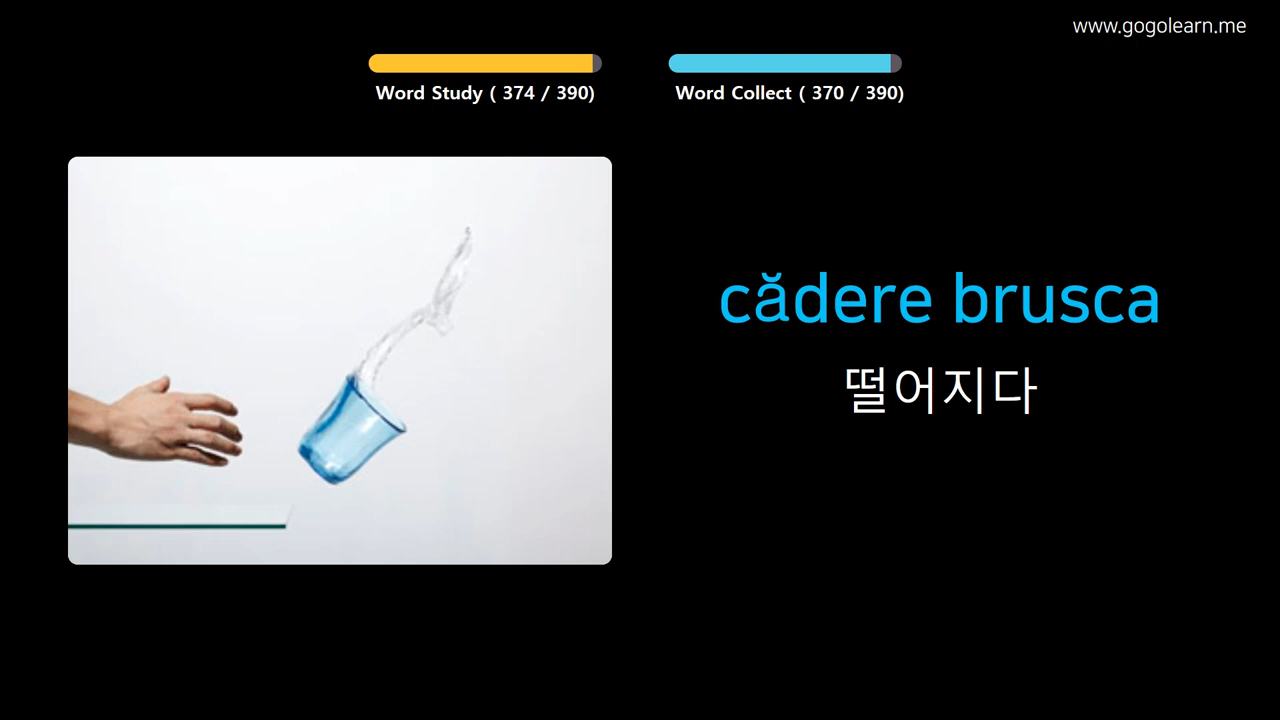 www.gogolearn.me
Word Study ( 374 / 390)
Word Collect ( 370 / 390)
cădere brusca
떨어지다